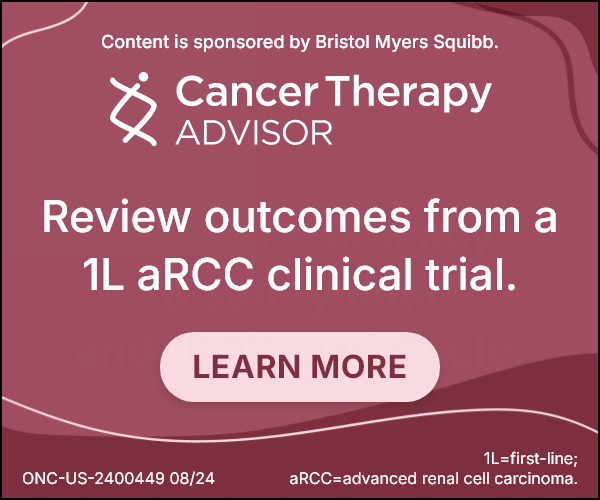 Content is sponsored by Bristol Myers Squibb.
Cancer Therapy
ADVISOR
Review outcomes from a
1L aRCC clinical trial.
LEARN MORE
1L=first-line;
ONC-US-2400449 08/24
aRCC=advanced renal cell carcinoma.